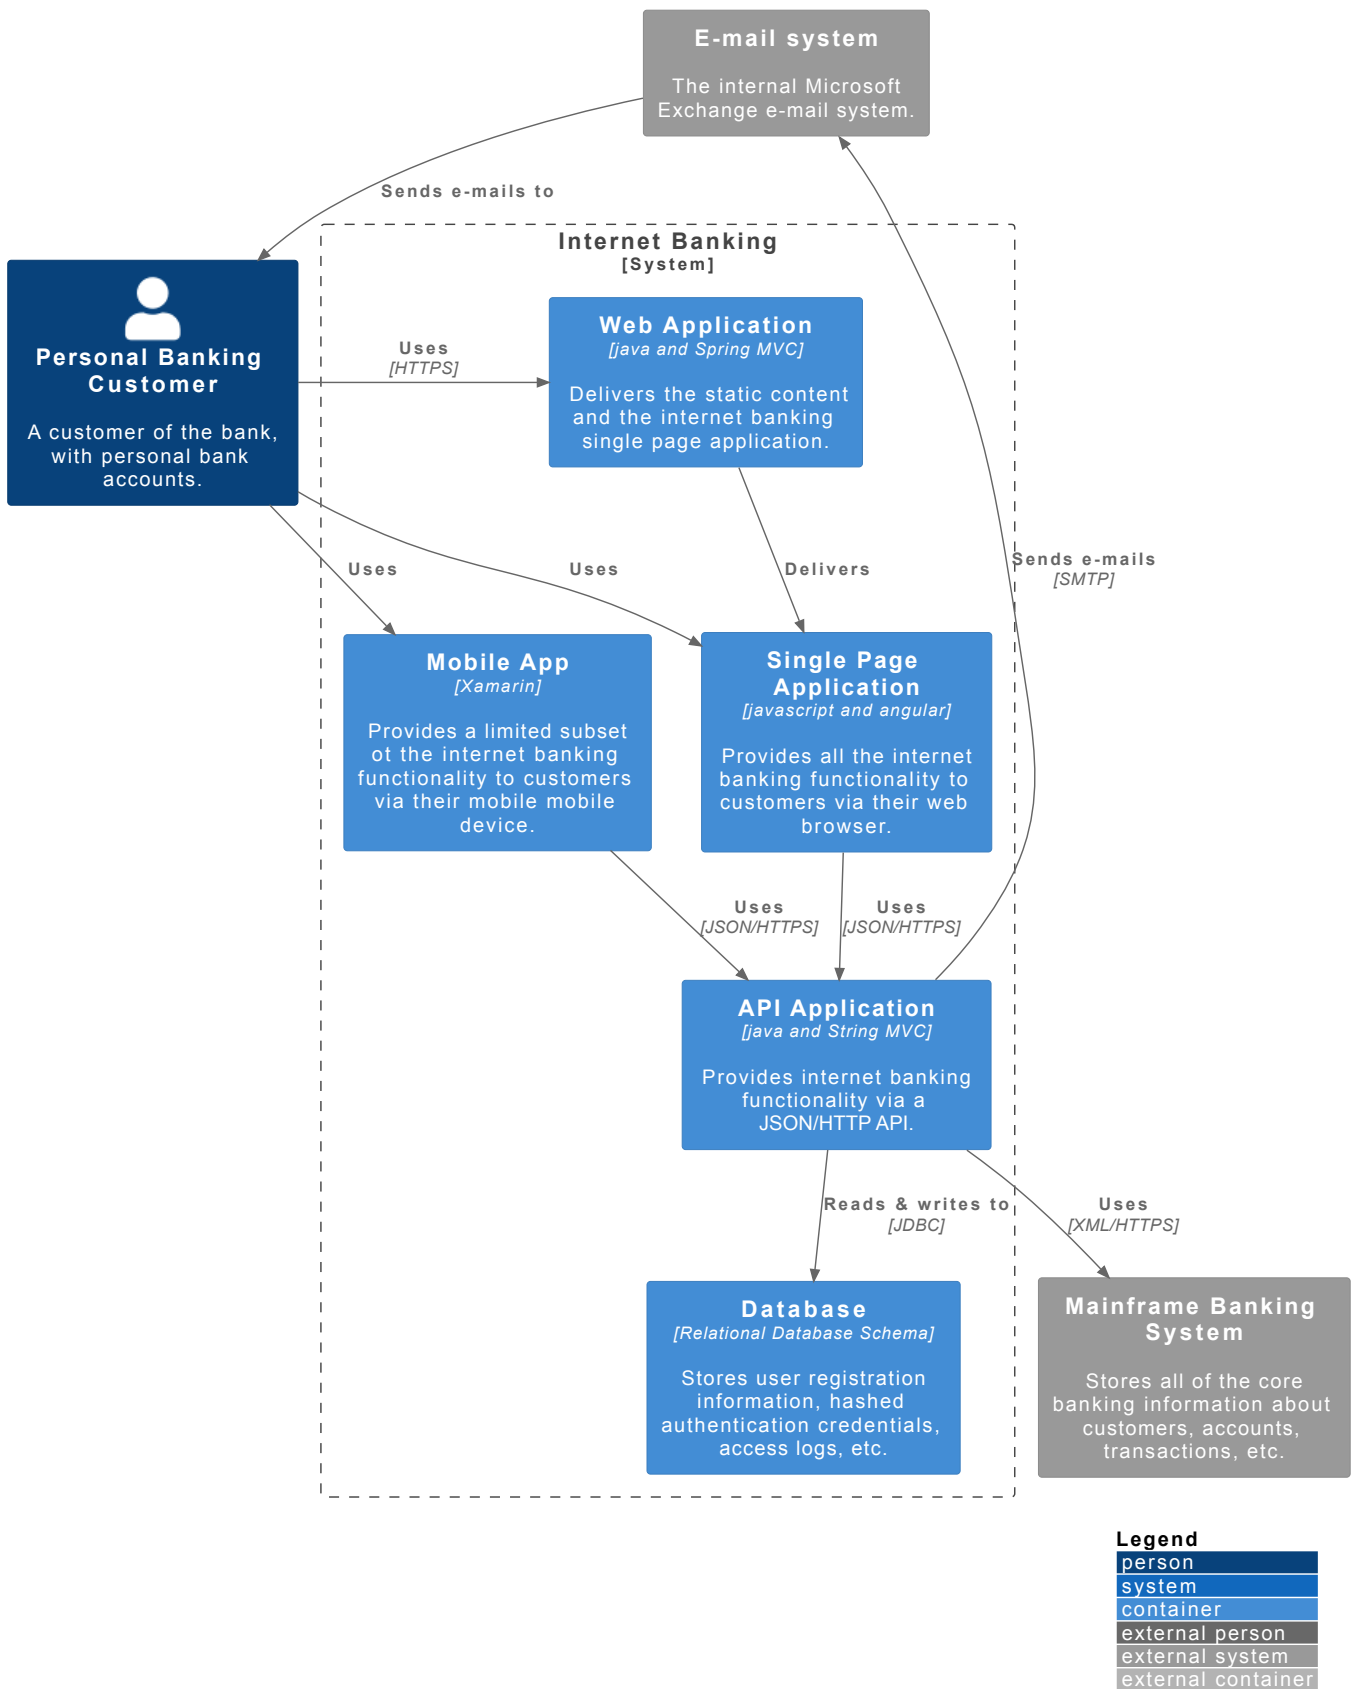 E-mail system
The internal Microsoft
Exchange e-mail system.
Sends e-mails to
Internet Banking
[System]
Personal Banking
Customer
A customer of the bank,
with personal bank
accounts.
Uses
[HTTPS]
Web Application
[java and Spring MVC]
Delivers the static content
and the internet banking
single page application.
Uses
Uses
Delivers
Sends e-mails
[SMTP]
Mobile App
[Xamarin]
Provides a limited subset
ot the internet banking
functionality to customers
via their mobile mobile
device.
Single Page
Application
[javascript and angular]
Provides all the internet
banking functionality to
customers via their web
browser.
Uses
[JSON/HTTPS]
Uses
[JSON/HTTPS]
API Application
[java and String MVC]
Provides internet banking
functionality via a
JSON/HTTP API.
Reads & writes to
[JDBC]
Uses
[XML/HTTPS]
Database
[Relational Database Schema]
Stores user registration
information, hashed
authentication credentials,
access logs, etc.
Mainframe Banking
System
Stores all of the core
banking information about
customers, accounts,
transactions, etc.
Legend
person
system
container
external person
external system
external container